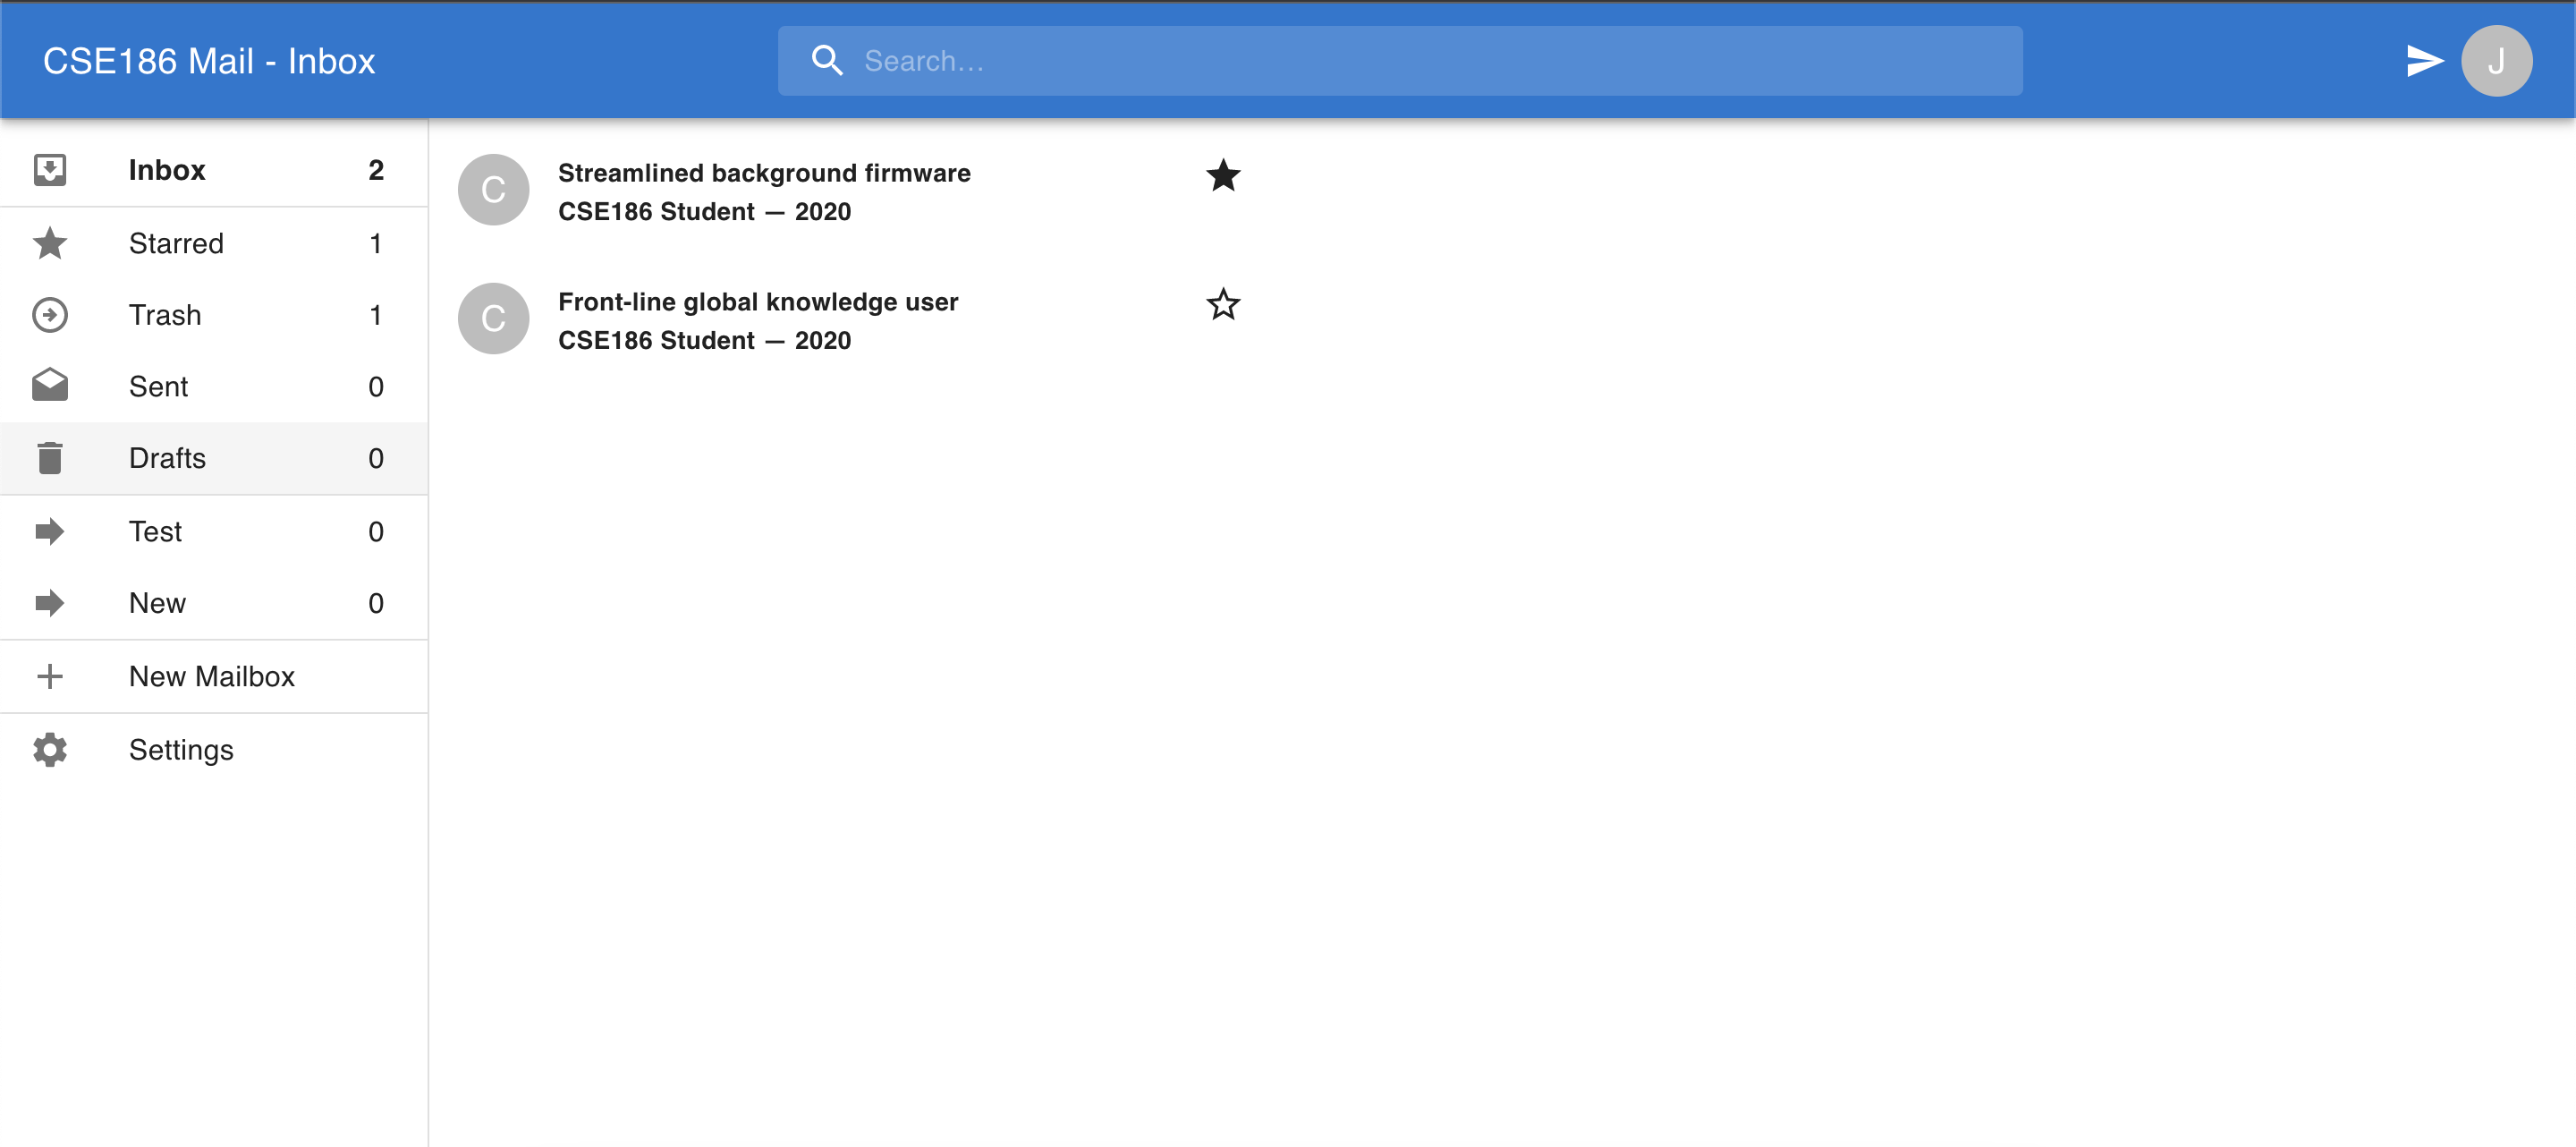 CSE186 Mail - Inbox
Search...
J
Inbox 2
Starred 1
Trash 1
Sent 0
Drafts 0
Test 0
New 0
New Mailbox
Settings
C
Streamlined background firmware
CSE186 Student — 2020
C
Front-line global knowledge user
CSE186 Student — 2020